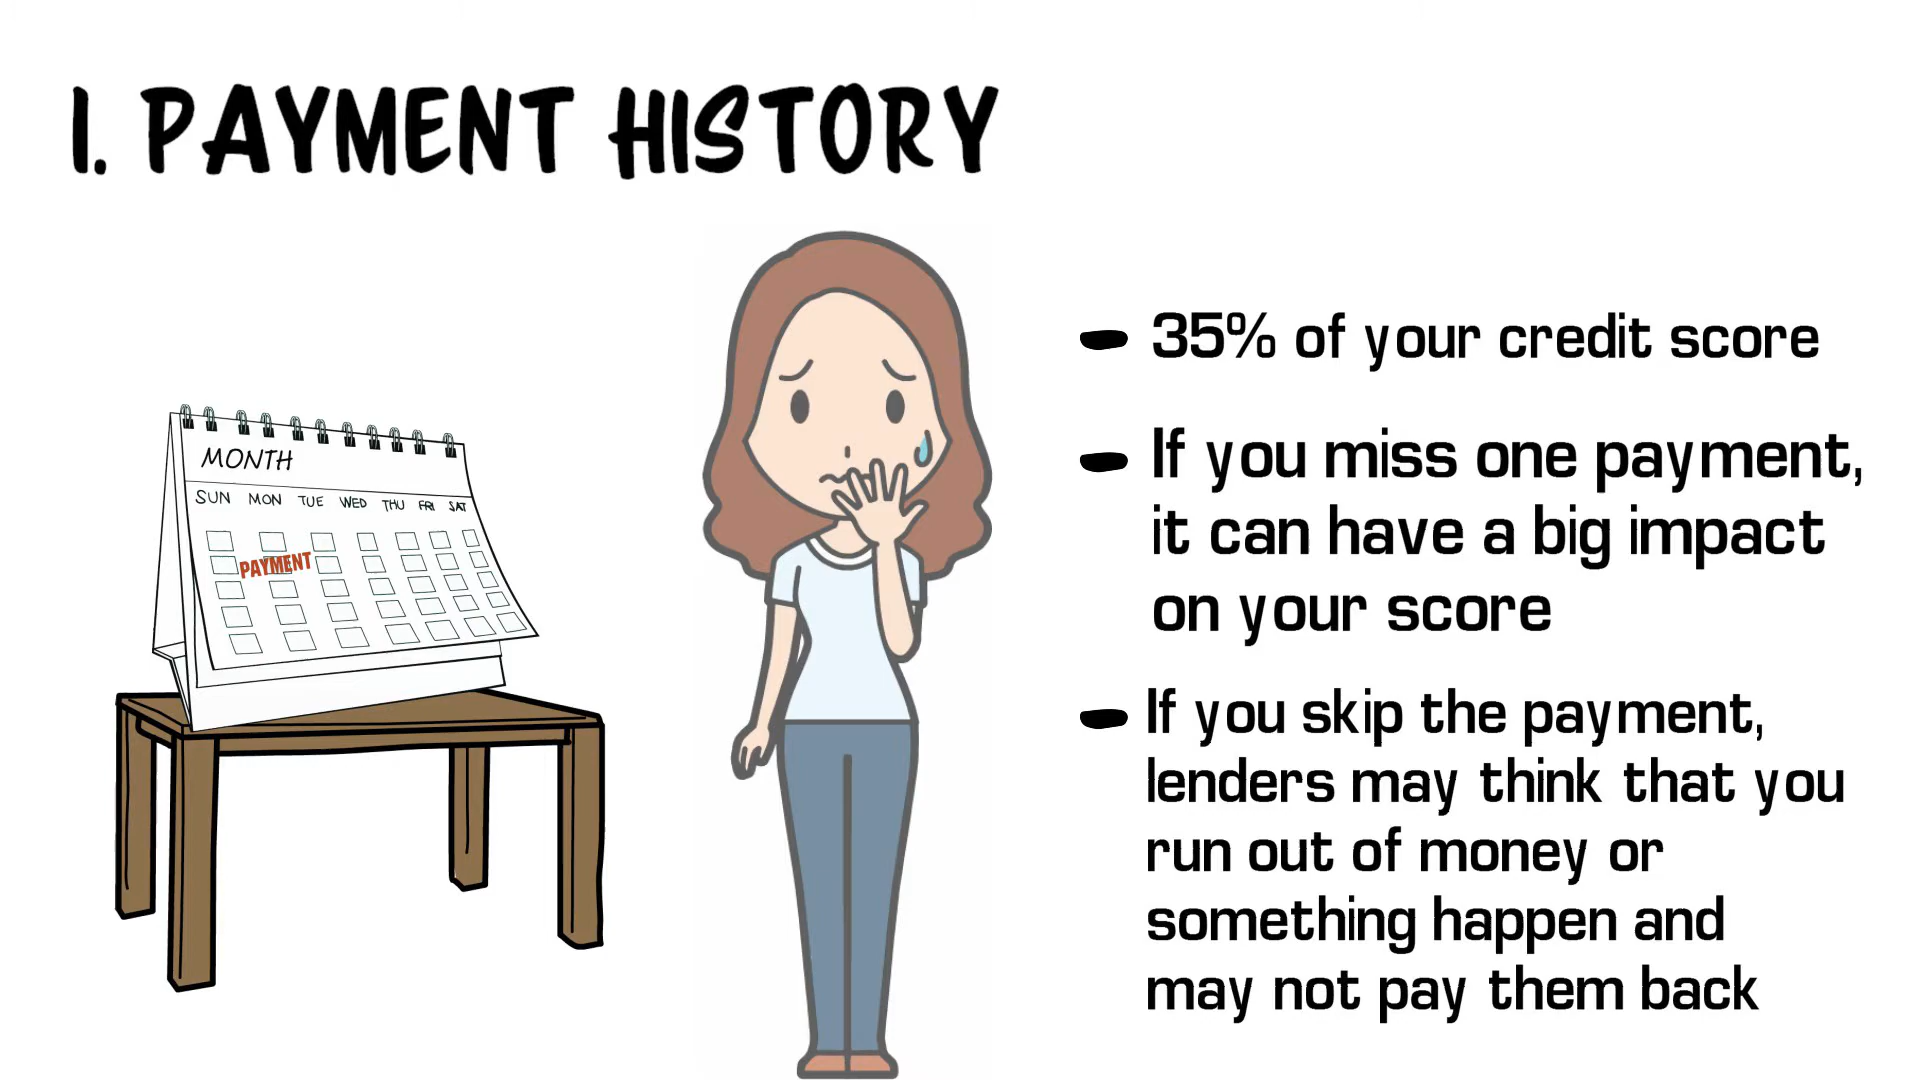 1. PAYMENT HISTORY
MONTH
SUN MON TUE WED THU FRI SAT
PAYMENT
- 35% of your credit score
- If you miss one payment,
it can have a big impact
on your score
- If you skip the payment,
lenders may think that you
run out of money or
something happen and
may not pay them back